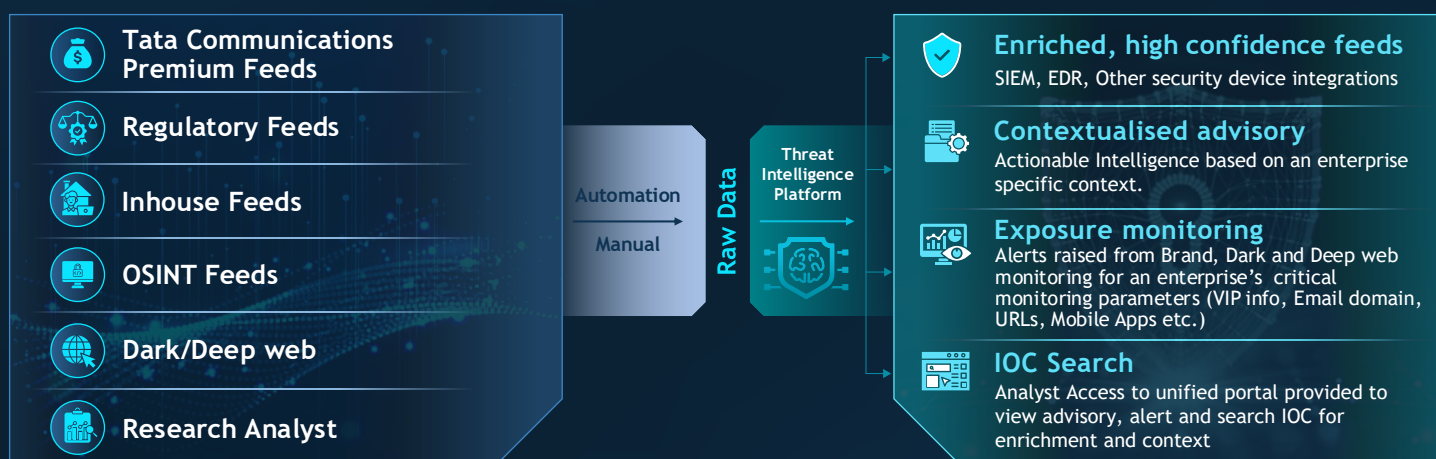 Tata Communications
Premium Feeds
Regulatory Feeds
Inhouse Feeds
OSINT Feeds
Dark/Deep web
Research Analyst
Automation
Manual
Raw Data
Threat
Intelligence
Platform
Enriched, high confidence feeds
SIEM, EDR, Other security device integrations
Contextualised advisory
Actionable Intelligence based on an enterprise
specific context.
Exposure monitoring
Alerts raised from Brand, Dark and Deep web
monitoring for an enterprise’s critical
monitoring parameters (VIP info, Email domain,
URLs, Mobile Apps etc.)
IOC Search
Analyst Access to unified portal provided to
view advisory, alert and search IOC for
enrichment and context